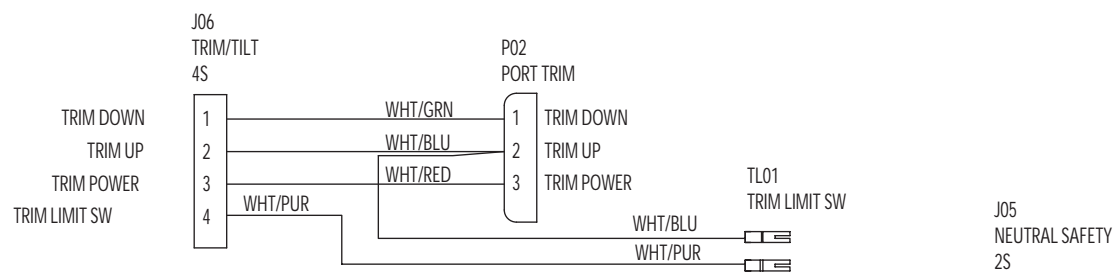 J06
TRIM/TILT
4S
P02
PORT TRIM
TRIM DOWN
1
WHT/GRN
1
TRIM DOWN
TRIM UP
2
WHT/BLU
2
TRIM UP
TRIM POWER
3
WHT/RED
3
TRIM POWER
TRIM LIMIT SW
4
WHT/PUR
TL01
TRIM LIMIT SW
WHT/BLU
WHT/PUR
J05
NEUTRAL SAFETY
2S